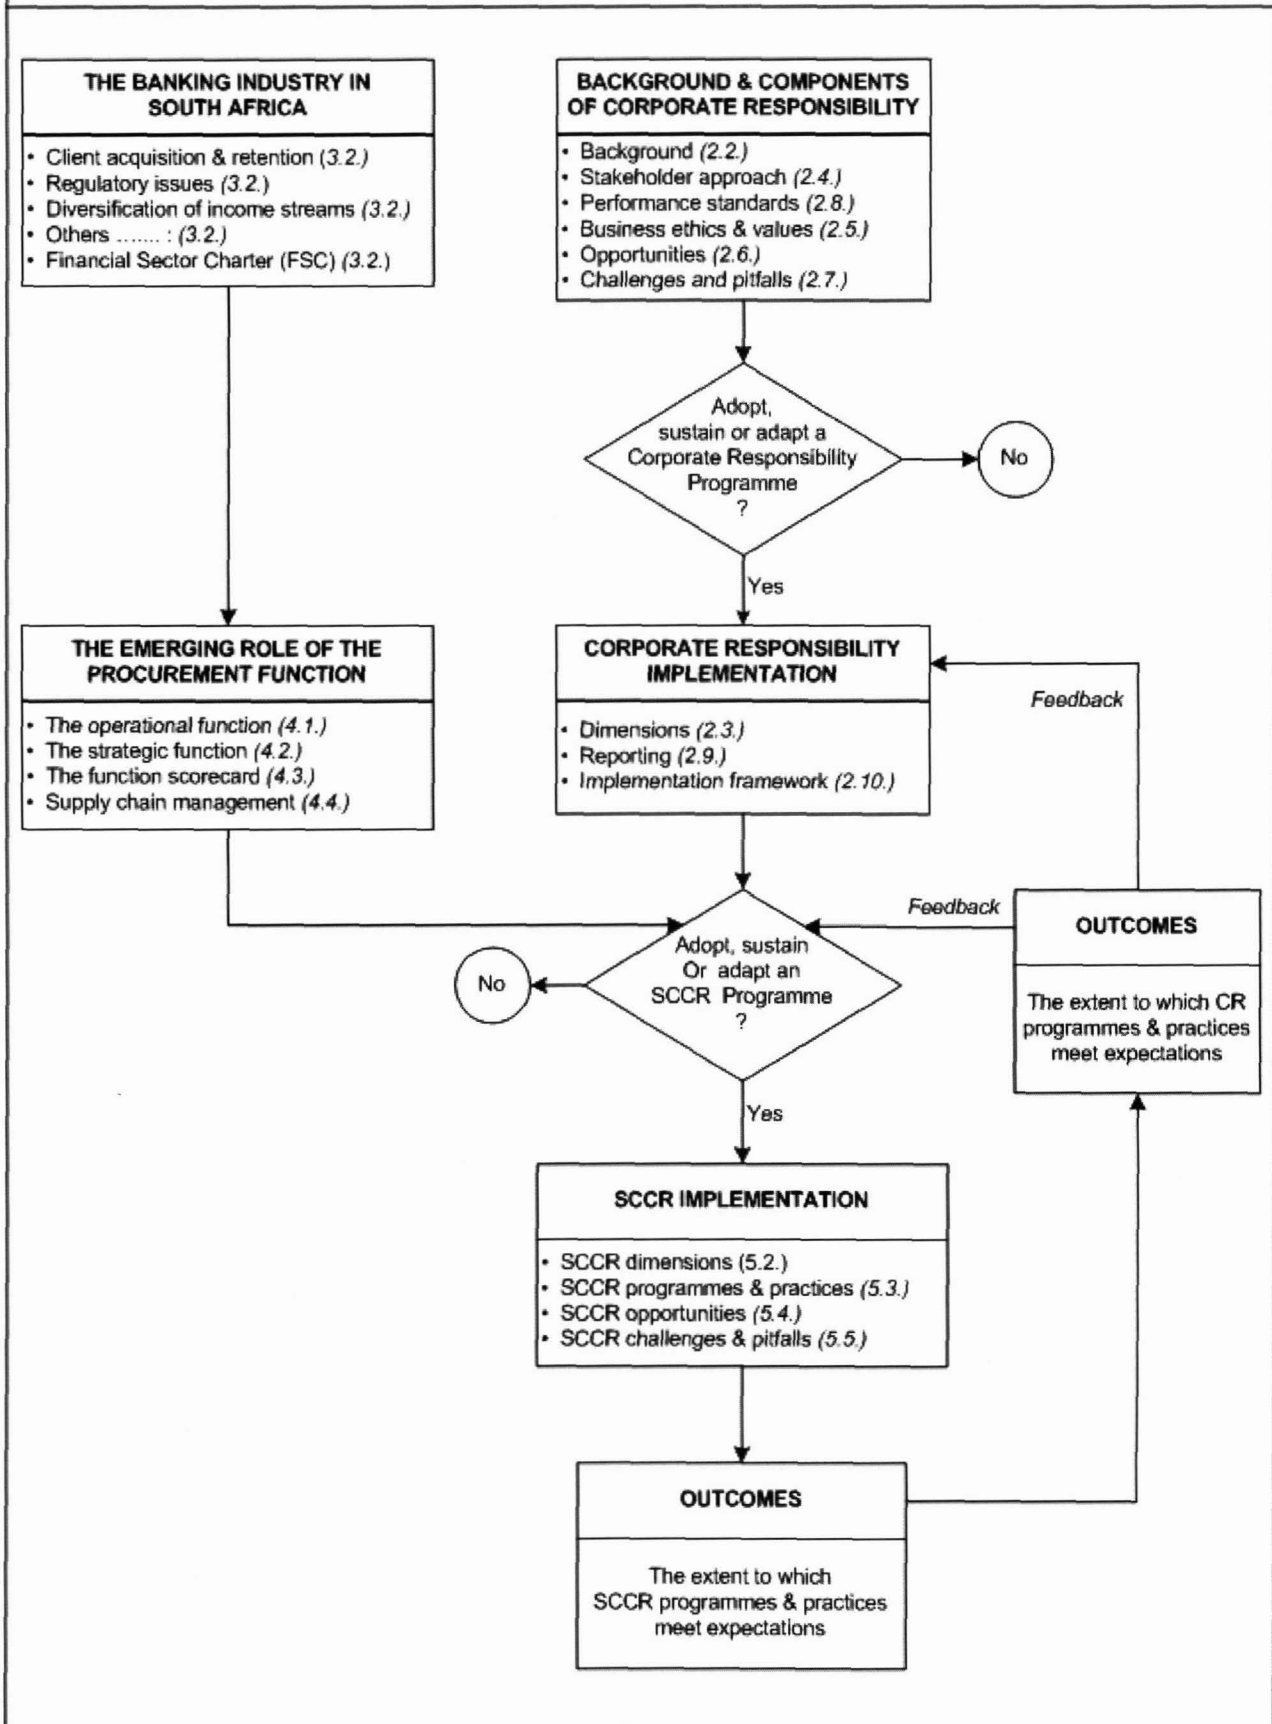 THE BANKING INDUSTRY IN
SOUTH AFRICA
• Client acquisition & retention (3.2.)
• Regulatory issues (3.2.)
• Diversification of income streams (3.2.)
• Others ....... : (3.2.)
• Financial Sector Charter (FSC) (3.2.)
BACKGROUND & COMPONENTS
OF CORPORATE RESPONSIBILITY
• Background (2.2.)
• Stakeholder approach (2.4.)
• Performance standards (2.8.)
• Business ethics & values (2.5.)
• Opportunities (2.6.)
• Challenges and pitfalls (2.7.)
Adopt,
sustain or adapt a
Corporate Responsibility
Programme
?
No
Yes
THE EMERGING ROLE OF THE
PROCUREMENT FUNCTION
• The operational function (4.1.)
• The strategic function (4.2.)
• The function scorecard (4.3.)
• Supply chain management (4.4.)
CORPORATE RESPONSIBILITY
IMPLEMENTATION
• Dimensions (2.3.)
• Reporting (2.9.)
• Implementation framework (2.10.)
Feedback
Feedback
Adopt, sustain
Or adapt an
SCCR Programme
?
No
Yes
OUTCOMES
The extent to which CR
programmes & practices
meet expectations
SCCR IMPLEMENTATION
• SCCR dimensions (5.2.)
• SCCR programmes & practices (5.3.)
• SCCR opportunities (5.4.)
• SCCR challenges & pitfalls (5.5.)
OUTCOMES
The extent to which
SCCR programmes & practices
meet expectations